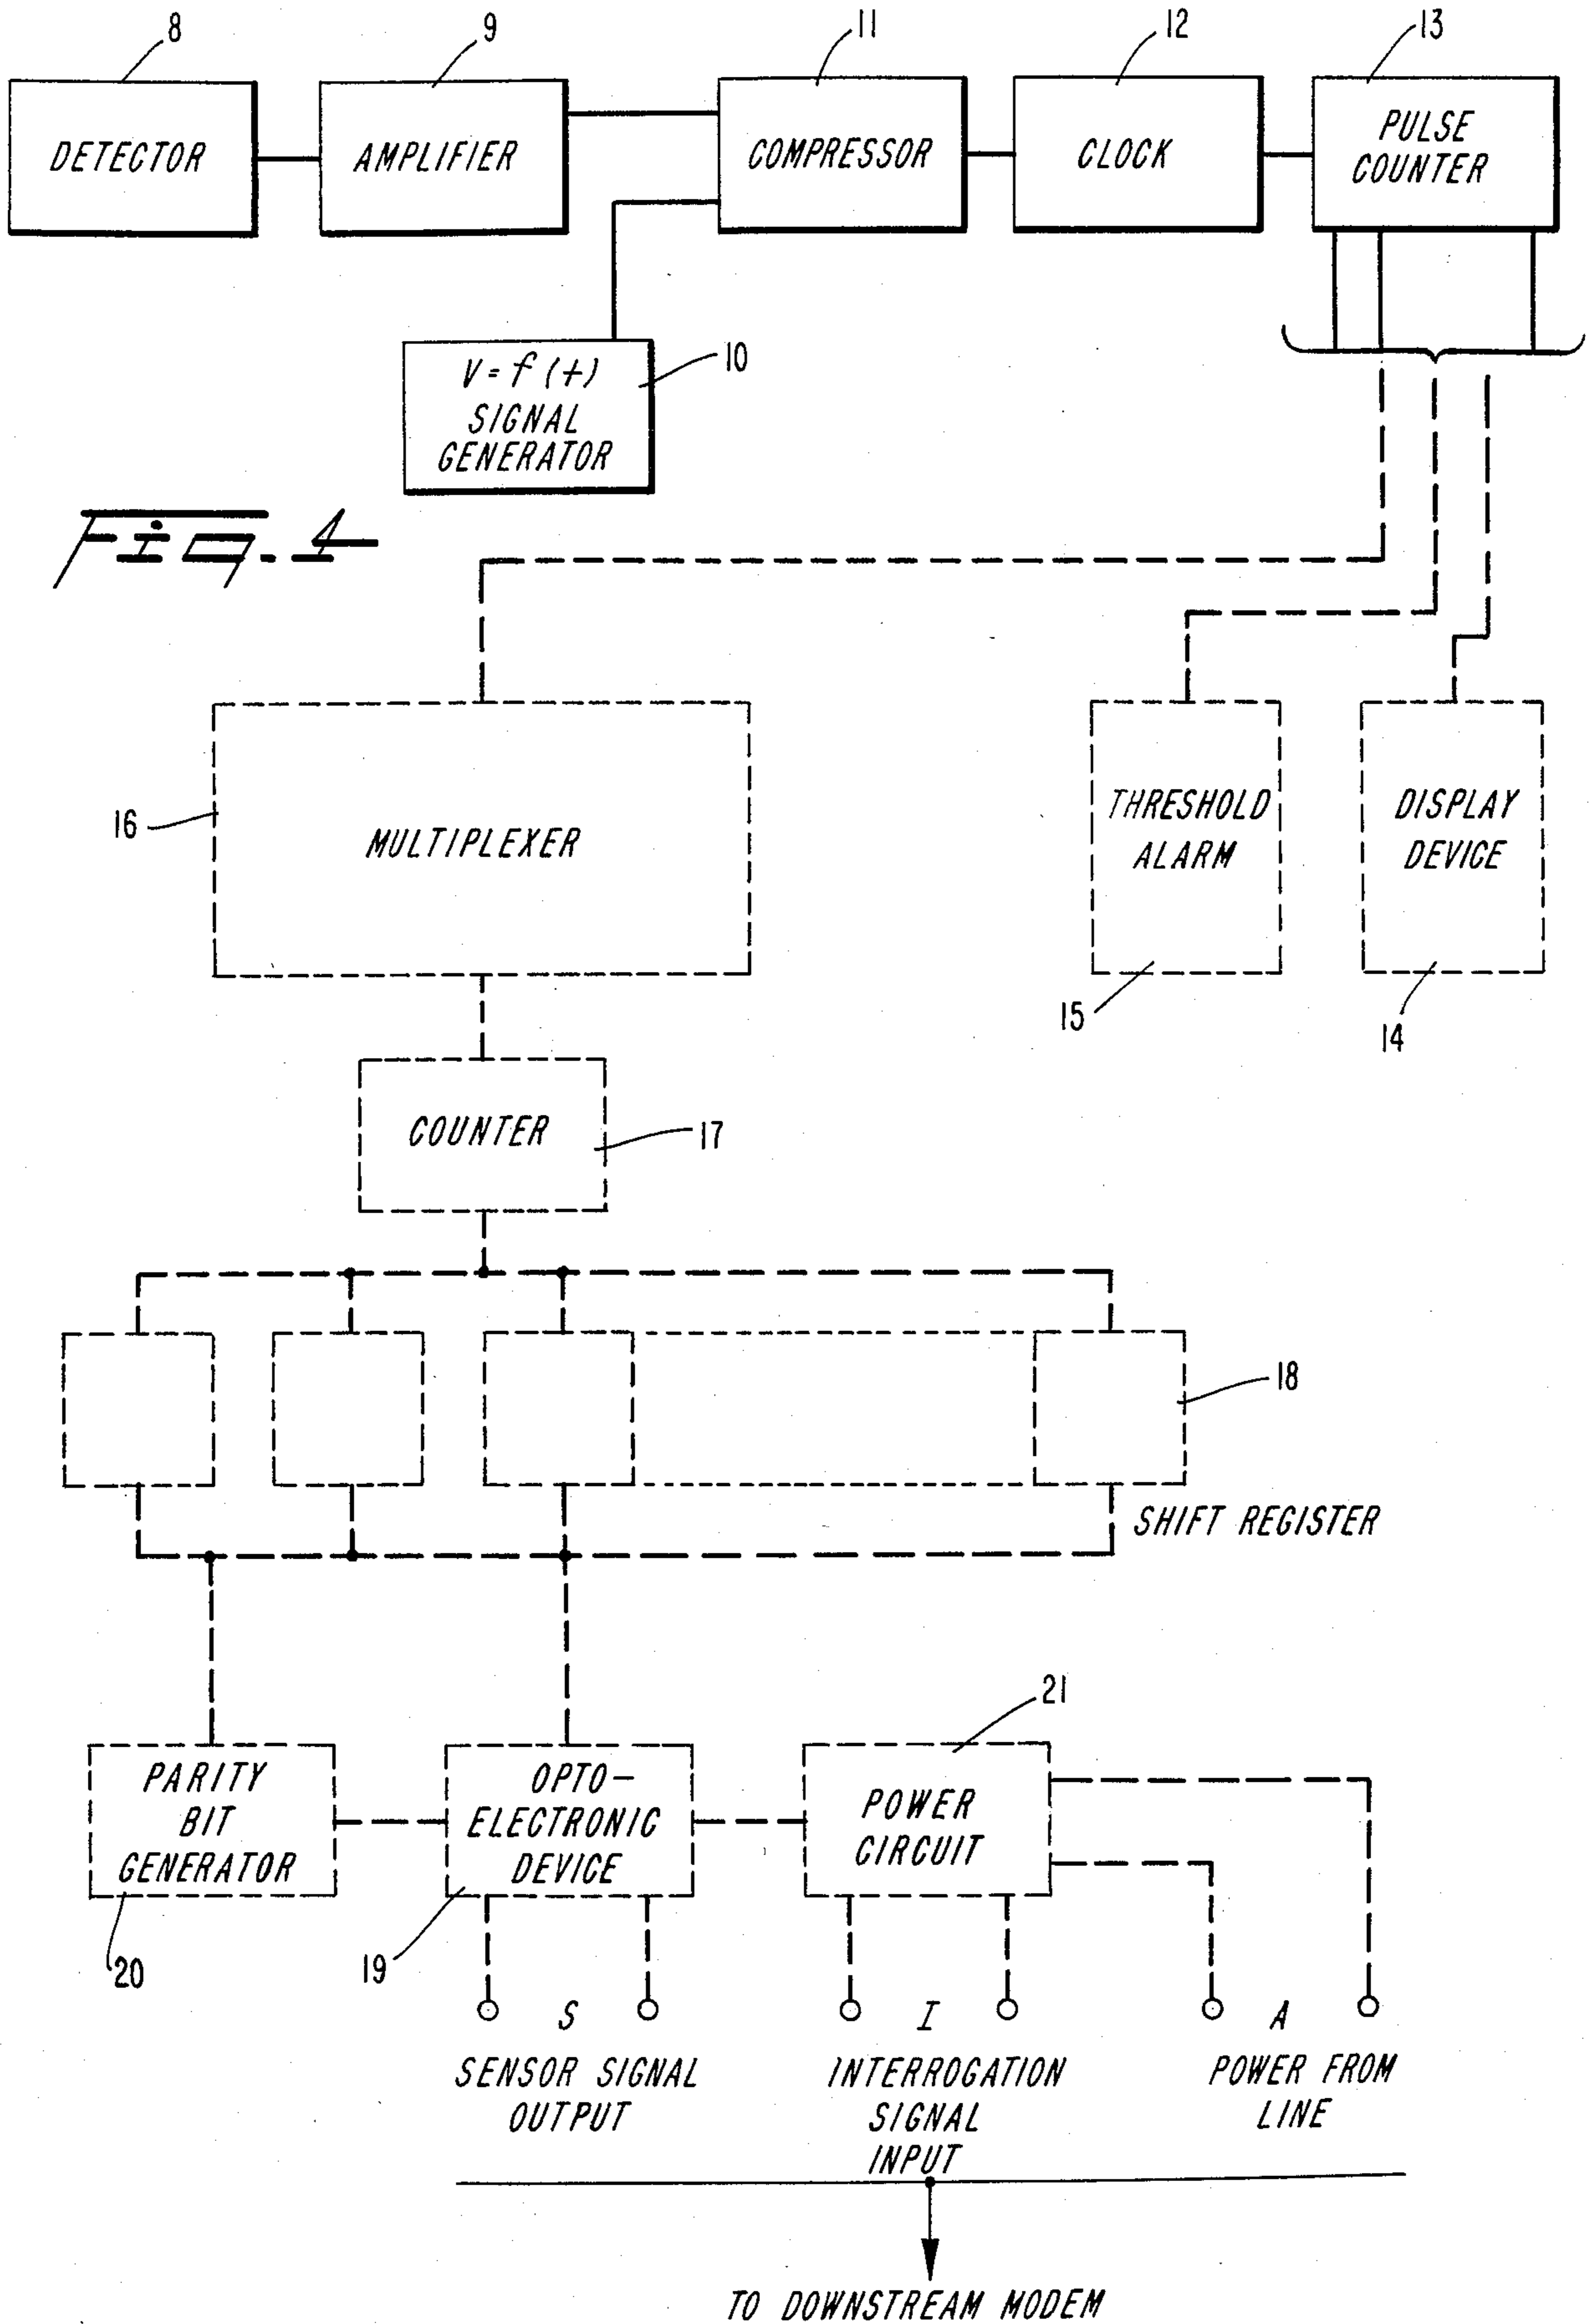 8
9
11
12
13
DETECTOR
AMPLIFIER
COMPRESSOR
CLOCK
PULSE
COUNTER
V = f (+)
SIGNAL
GENERATOR
10
Fig. 4
16
MULTIPLEXER
THRESHOLD
ALARM
DISPLAY
DEVICE
15
14
COUNTER
17
18
SHIFT REGISTER
21
PARITY
BIT
GENERATOR
OPTO-
ELECTRONIC
DEVICE
POWER
CIRCUIT
20
19
S
I
A
SENSOR SIGNAL
OUTPUT
INTERROGATION
SIGNAL
INPUT
POWER FROM
LINE
TO DOWNSTREAM MODEM